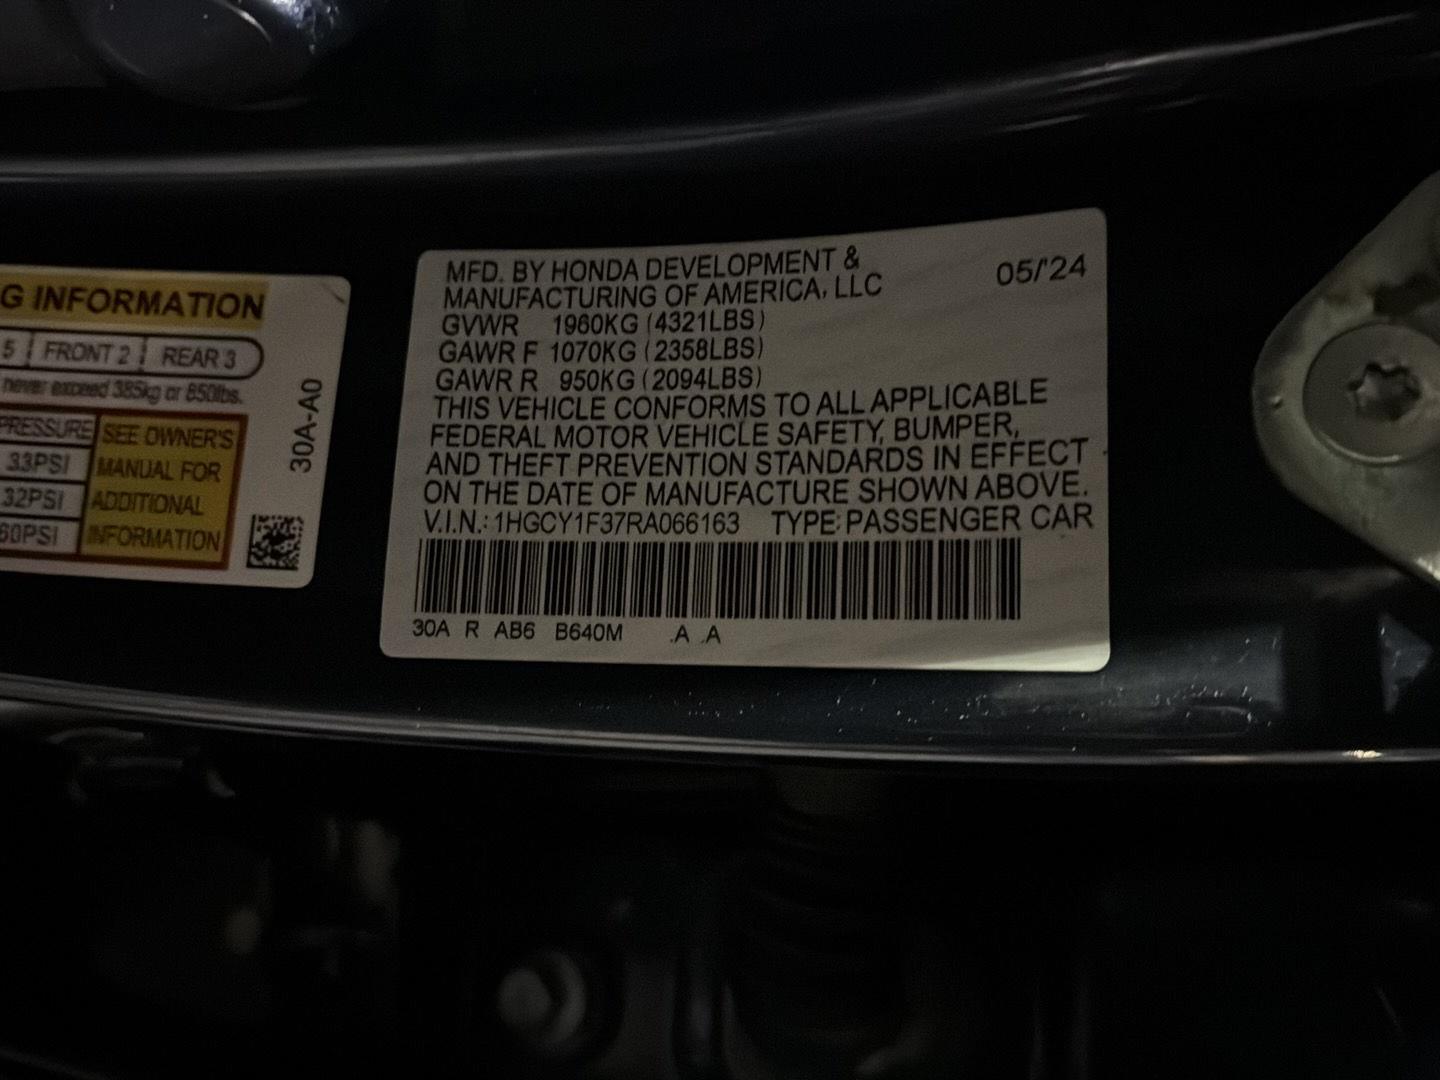 G INFORMATION
5 | FRONT 2 | REAR 3
never exceed 385kg or 850lbs.
PRESSURE SEE OWNER'S
33PSI MANUAL FOR
32PSI ADDITIONAL
60PSI INFORMATION
30A-A0
MFD. BY HONDA DEVELOPMENT & 05/'24
MANUFACTURING OF AMERICA, LLC
GVWR 1960KG (4321LBS)
GAWR F 1070KG (2358LBS)
GAWR R 950KG (2094LBS)
THIS VEHICLE CONFORMS TO ALL APPLICABLE
FEDERAL MOTOR VEHICLE SAFETY, BUMPER,
AND THEFT PREVENTION STANDARDS IN EFFECT
ON THE DATE OF MANUFACTURE SHOWN ABOVE.
V.I.N.: 1HGCY1F37RA066163 TYPE: PASSENGER CAR
30A R AB6 B640M .A .A